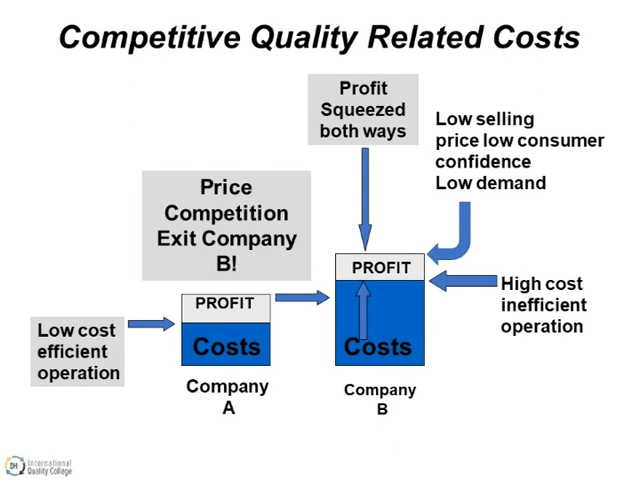 Competitive Quality Related Costs
Profit
Squeezed
both ways
Low selling
price low consumer
confidence
Low demand
Price
Competition
Exit Company
B!
PROFIT
High cost
inefficient
operation
PROFIT
Low cost
efficient
operation
Costs
Costs
Company
A
Company
B
DH
International
Quality College